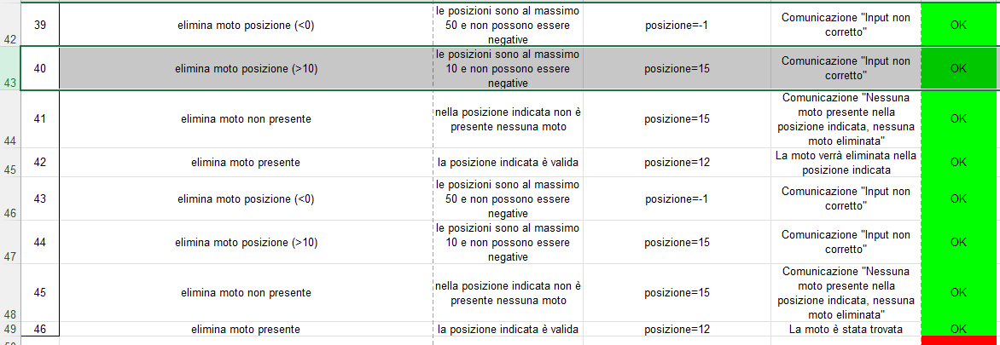 42 39 elimina moto posizione (<0) le posizioni sono al massimo 50 e non possono essere negative posizione=-1 Comunicazione "Input non corretto" OK
43 40 elimina moto posizione (>10) le posizioni sono al massimo 10 e non possono essere negative posizione=15 Comunicazione "Input non corretto" OK
44 41 elimina moto non presente nella posizione indicata non è presente nessuna moto posizione=15 Comunicazione "Nessuna moto presente nella posizione indicata, nessuna moto eliminata" OK
45 42 elimina moto presente la posizione indicata è valida posizione=12 La moto verrà eliminata nella posizione indicata OK
46 43 elimina moto posizione (<0) le posizioni sono al massimo 50 e non possono essere negative posizione=-1 Comunicazione "Input non corretto" OK
47 44 elimina moto posizione (>10) le posizioni sono al massimo 10 e non possono essere negative posizione=15 Comunicazione "Input non corretto" OK
48 45 elimina moto non presente nella posizione indicata non è presente nessuna moto posizione=15 Comunicazione "Nessuna moto presente nella posizione indicata, nessuna moto eliminata" OK
49 46 elimina moto presente la posizione indicata è valida posizione=12 La moto è stata trovata OK